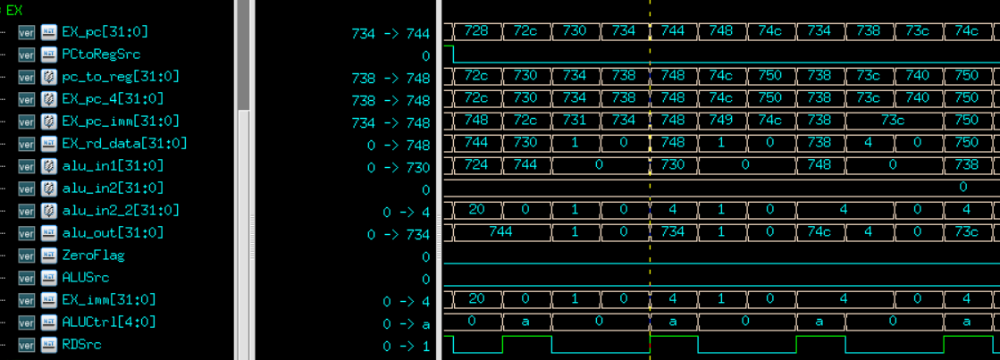 EX
ver EX_pc[31:0] 734 -> 744 728 72c 730 734 744 748 74c 734 738 73c 74c
ver PCtoRegSrc 0
ver pc_to_reg[31:0] 738 -> 748 72c 730 734 738 748 74c 750 738 73c 740 750
ver EX_pc_4[31:0] 738 -> 748 72c 730 734 738 748 74c 750 738 73c 740 750
ver EX_pc_imm[31:0] 734 -> 748 748 72c 731 734 748 749 74c 738 73c 750
ver EX_rd_data[31:0] 0 -> 748 744 730 1 0 748 1 0 738 4 0 750
ver alu_in1[31:0] 0 -> 730 724 744 0 730 0 748 0 738
ver alu_in2[31:0] 0 0
ver alu_in2_2[31:0] 0 -> 4 20 0 1 0 4 1 0 4 0 4
ver alu_out[31:0] 0 -> 734 744 1 0 734 1 0 74c 4 0 73c
ver ZeroFlag 0
ver ALUSrc 0
ver EX_imm[31:0] 0 -> 4 20 0 1 0 4 1 0 4 0 4
ver ALUCtrl[4:0] 0 -> a 0 a 0 a 0 a 0 a
ver RDSrc 0 -> 1